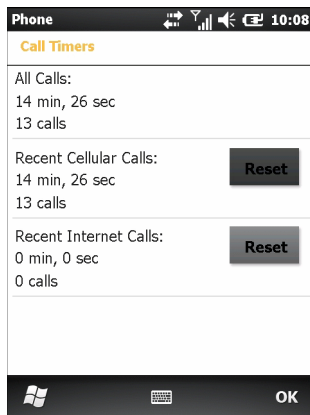 Phone 10:08
Call Timers
All Calls:
14 min, 26 sec
13 calls
Recent Cellular Calls:
14 min, 26 sec
13 calls
Reset
Recent Internet Calls:
0 min, 0 sec
0 calls
Reset
OK